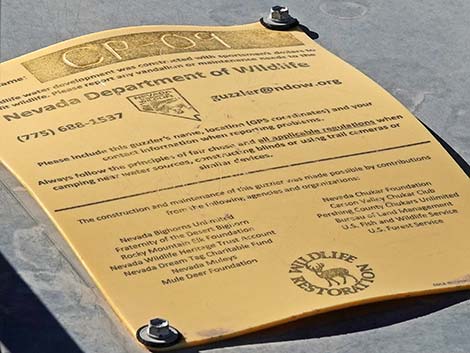 ame: CP-09
ldlife water development was constructed with sportsmen's dollars to
nt wildlife, please report any vandalism or maintenance needs to the
Nevada Department of Wildlife
(775) 688-1537
guzzler@ndow.org
Please include this guzzler's name, location (GPS co-ordinates) and your
contact information when reporting problems.
Always follow the principles of fair chase and all applicable regulations when
camping near water sources, constructing blinds or using trail cameras or
similar devices.
The construction and maintenance of this guzzler was made possible by contributions
from the following, agencies and organizations:
Nevada Bighorns Unlimited
Fraternity of the Desert Bighorn
Rocky Mountain Elk Foundation
Nevada Wildlife Heritage Trust Account
Nevada Dream Tag Charitable Fund
Nevada Muleys
Mule Deer Foundation
Nevada Chukar Foundation
Carson Valley Chukar Club
Pershing County Chukars Unlimited
Bureau of Land Management
U.S. Fish and Wildlife Service
U.S. Forest Service
WILDLIFE
RESTORATION